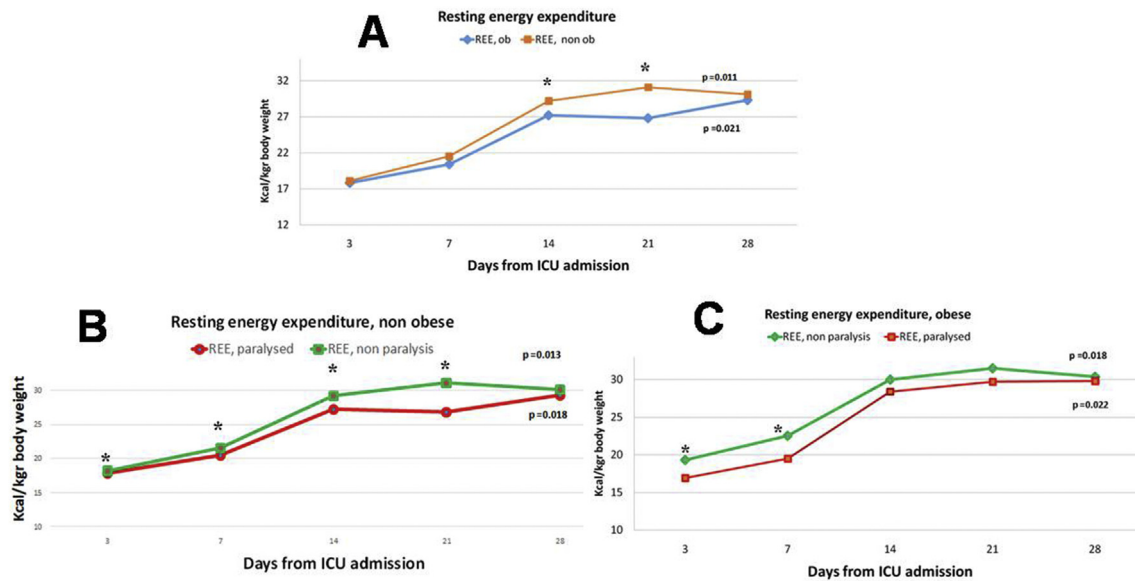 A
Resting energy expenditure
REE, ob REE, non ob
Kcal/kgr body weight
32
27
22
17
12
* *
p =0.011
p =0.021
3 7 14 21 28
Days from ICU admission
B
Resting energy expenditure, non obese
REE, paralysed REE, non paralysis
Kcal/kgr body weight
30
25
20
15
10
* * * *
p =0.013
p =0.018
3 7 14 21 28
Days from ICU admission
C
Resting energy expenditure, obese
REE, non paralysis REE, paralysed
Kcal/kgr body weight
30
25
20
15
10
* *
p =0.018
p =0.022
3 7 14 21 28
Days from ICU admission